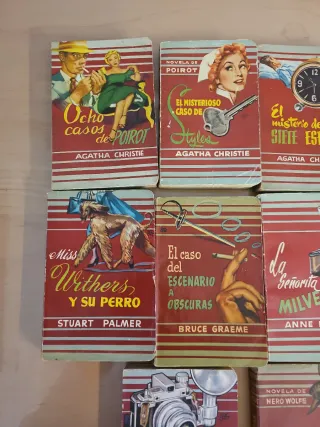 Ocho
casos
de POIROT
AGATHA CHRISTIE
NOVELA DE
POIROT
EL MISTERIOSO
CASO DE
Styles
AGATHA CHRISTIE
El
misterio de
SIETE
AGATHA
Miss
Withers
Y SU PERRO
STUART PALMER
El caso
del
ESCENARIO
A
OBSCURAS
BRUCE GRAEME
La
Señorita
ANNE
NOVELA DE
NERO WOLFE